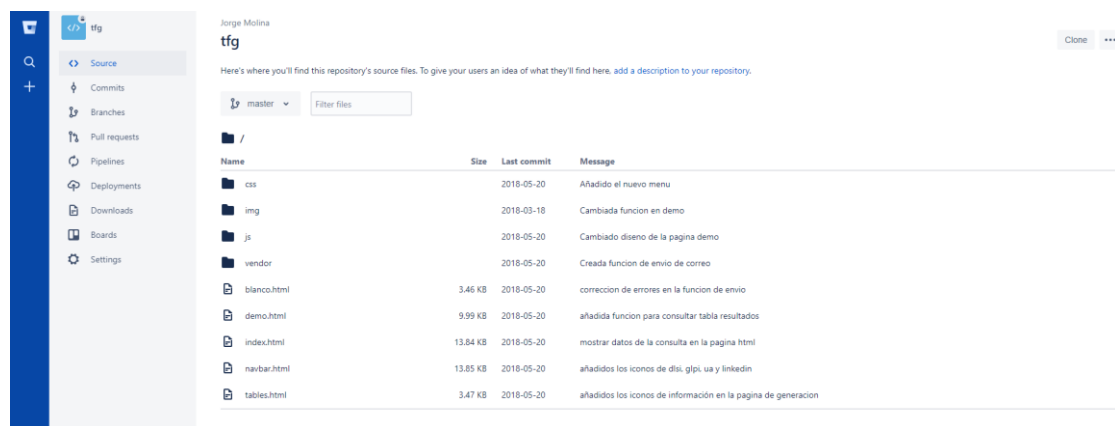 tfg
Source
Commits
Branches
Pull requests
Pipelines
Deployments
Downloads
Boards
Settings
Jorge Molina
tfg
Clone
Here's where you'll find this repository's source files. To give your users an idea of what they'll find here, add a description to your repository.
master Filter files
/
Name Size Last commit Message
css 2018-05-20 Añadido el nuevo menu
img 2018-03-18 Cambiada funcion en demo
js 2018-05-20 Cambiado diseno de la pagina demo
vendor 2018-05-20 Creada funcion de envio de correo
blanco.html 3.46 KB 2018-05-20 correccion de errores en la funcion de envio
demo.html 9.99 KB 2018-05-20 añadida funcion para consultar tabla resultados
index.html 13.84 KB 2018-05-20 mostrar datos de la consulta en la pagina html
navbar.html 13.85 KB 2018-05-20 añadidos los iconos de dlsi, glpi, ua y linkedin
tables.html 3.47 KB 2018-05-20 añadidos los iconos de información en la pagina de generacion